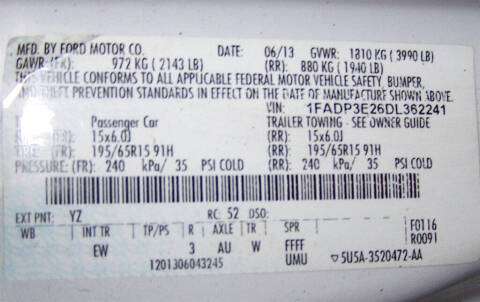 MFD. BY FORD MOTOR CO. DATE: 06/13 GVWR: 1810 KG (3990 LB)
GAWR: (FR): 972 KG (2143 LB) (RR): 880 KG (1940 LB)
THIS VEHICLE CONFORMS TO ALL APPLICABLE FEDERAL MOTOR VEHICLE SAFETY, BUMPER,
AND THEFT PREVENTION STANDARDS IN EFFECT ON THE DATE OF MANUFACTURE SHOWN ABOVE.
VIN: 1FADP3E26DL362241
Passenger Car TRAILER TOWING - SEE OWNER GUIDE
15x6.0J (RR): 15x6.0J
TIRE (FR): 195/65R15 91H (RR): 195/65R15 91H
PRESSURE: (FR): 240 kPa/ 35 PSI COLD (RR): 240 kPa/ 35 PSI COLD
EXT PNT: YZ RC: 52 DSO:
WB INT TR TP/PS R AXLE TR SPR F0116
EW 3 AU W FFFF R0091
1201306043245 UMU ▽5U5A-3520472-AA